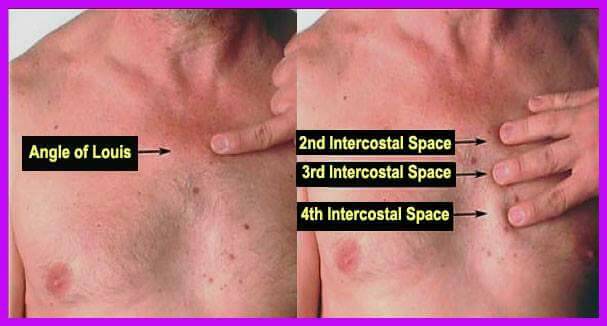 Angle of Louis
2nd Intercostal Space
3rd Intercostal Space
4th Intercostal Space